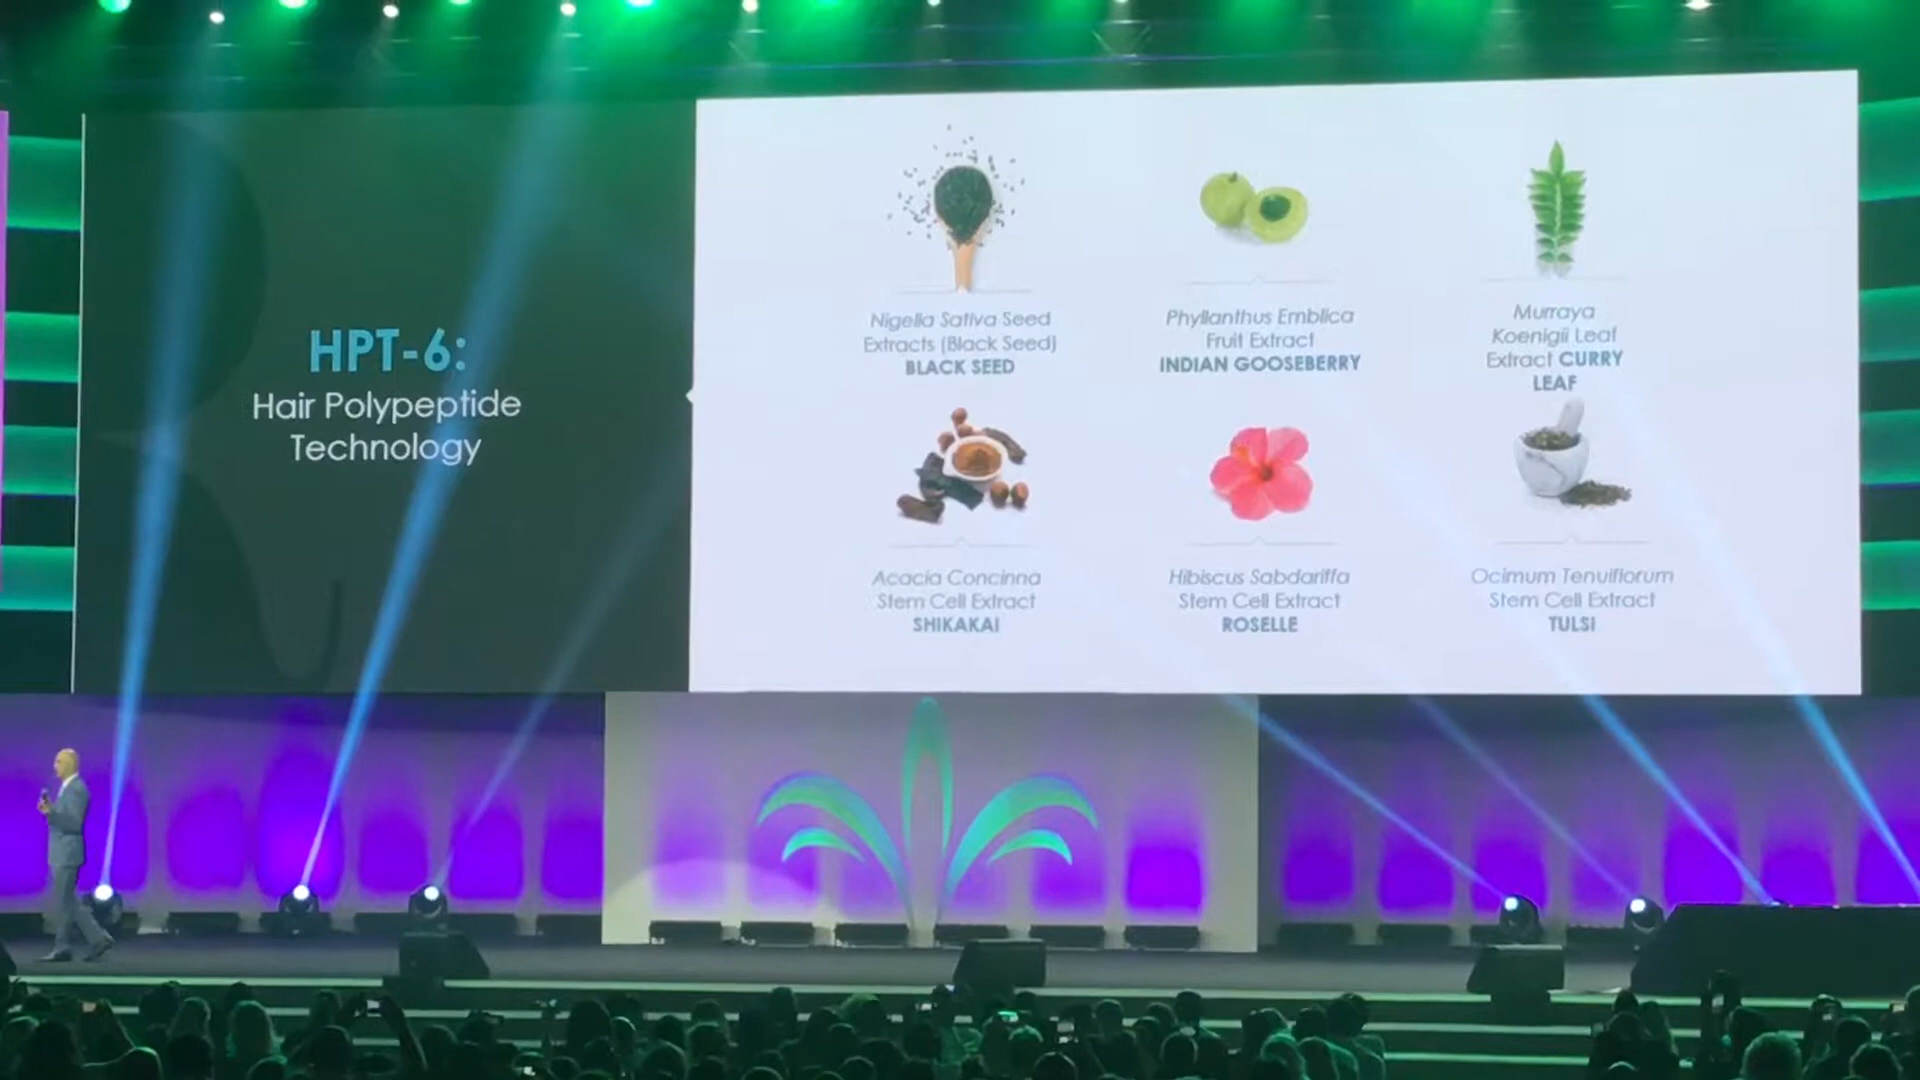 HPT-6:
Hair Polypeptide
Technology
Nigella Sativa Seed
Extracts (Black Seed)
BLACK SEED
Phyllanthus Emblica
Fruit Extract
INDIAN GOOSEBERRY
Murraya
Koenigii Leaf
Extract CURRY
LEAF
Acacia Concinna
Stem Cell Extract
SHIKAKAI
Hibiscus Sabdariffa
Stem Cell Extract
ROSELLE
Ocimum Tenuiflorum
Stem Cell Extract
TULSI